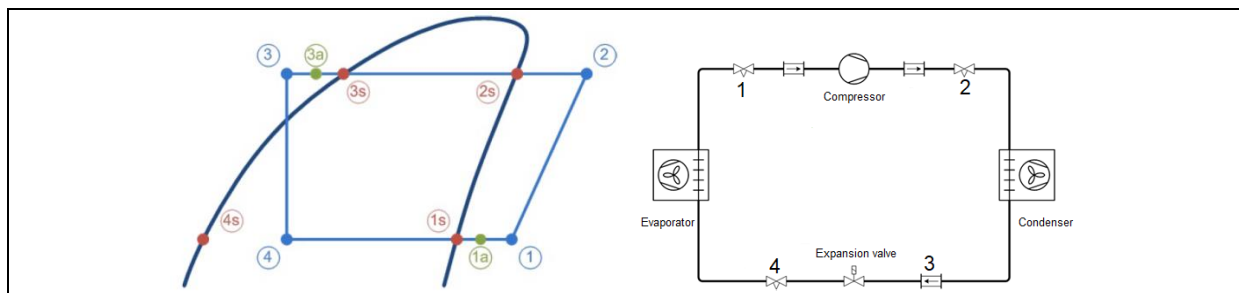 3
3a
2
3s
2s
4s
1s
4
1a
1
1
Compressor
2
Evaporator
Condenser
Expansion valve
4
3